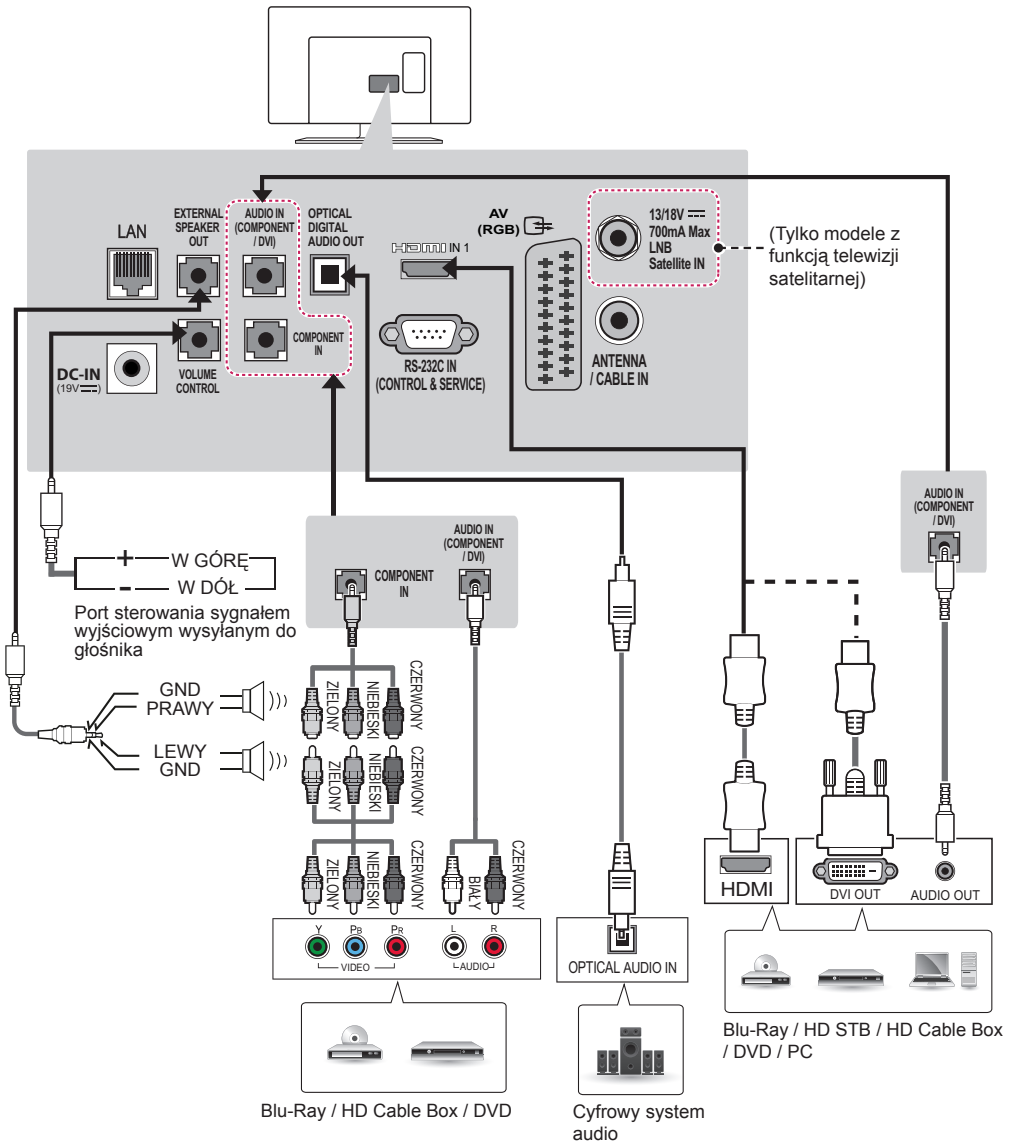 LAN
EXTERNAL
SPEAKER
OUT
AUDIO IN
(COMPONENT
/ DVI)
OPTICAL
DIGITAL
AUDIO OUT
HDMI IN 1
AV
(RGB)
13/18V
700mA Max
LNB
Satellite IN
(Tylko modele z
funkcją telewizji
satelitarnej)
DC-IN
(19V)
VOLUME
CONTROL
COMPONENT
IN
RS-232C IN
(CONTROL & SERVICE)
ANTENNA
/ CABLE IN
AUDIO IN
(COMPONENT
/ DVI)
COMPONENT
IN
AUDIO IN
(COMPONENT
/ DVI)
+ W GÓRĘ
- W DÓŁ
Port sterowania sygnałem
wyjściowym wysyłanym do
głośnika
GND
PRAWY
LEWY
GND
ZIELONY
NIEBIESKI
CZERWONY
ZIELONY
NIEBIESKI
CZERWONY
ZIELONY
NIEBIESKI
CZERWONY
BIAŁY
CZERWONY
Y PB PR
VIDEO
L R
AUDIO
OPTICAL AUDIO IN
HDMI
DVI OUT
AUDIO OUT
Blu-Ray / HD Cable Box / DVD
Cyfrowy system
audio
Blu-Ray / HD STB / HD Cable Box
/ DVD / PC